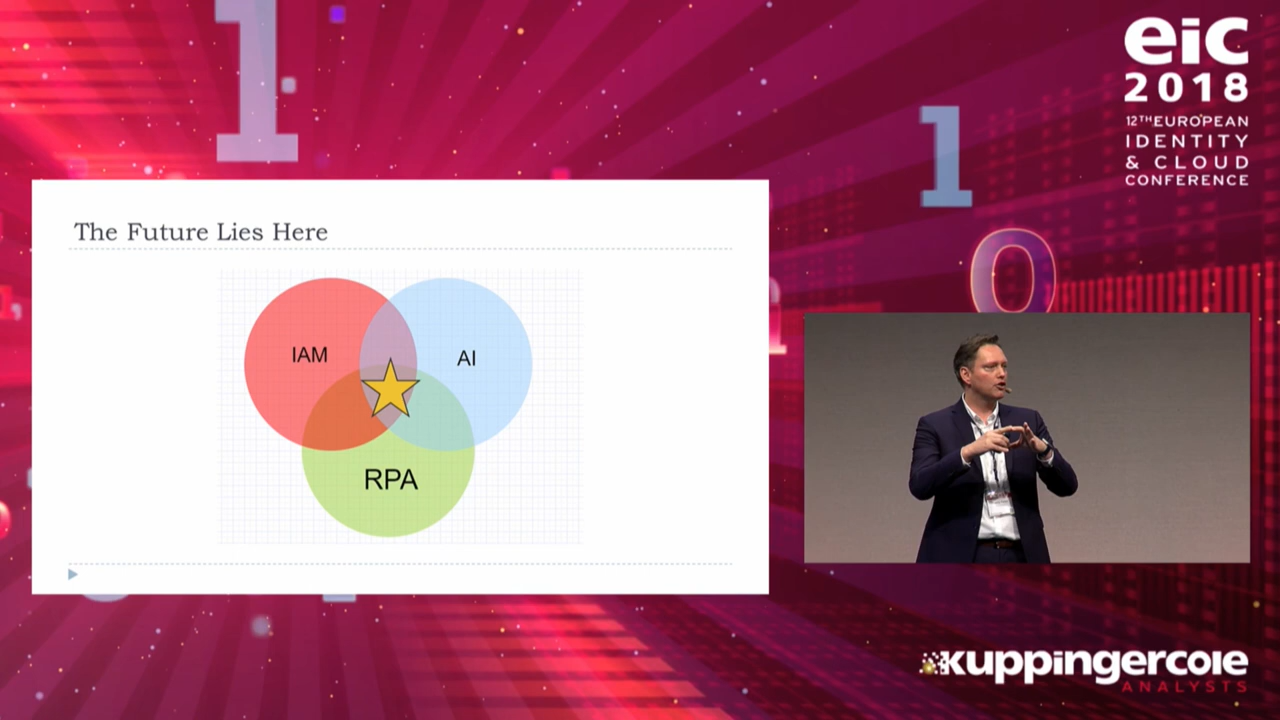 eic
2018
12TH EUROPEAN
IDENTITY
& CLOUD
CONFERENCE
The Future Lies Here
IAM
AI
RPA
kuppingercole
ANALYSTS